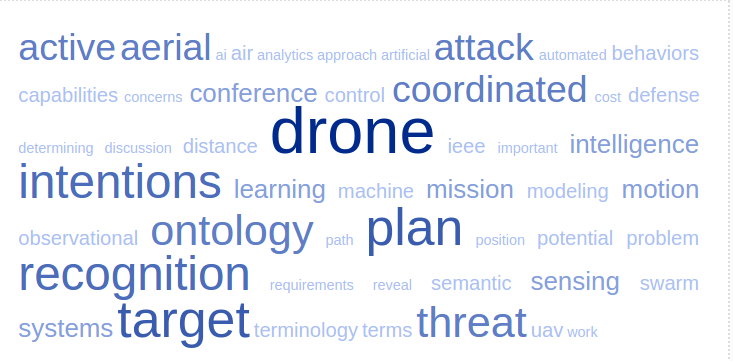 active aerial ai air analytics approach artificial attack automated behaviors
capabilities concerns conference control coordinated cost defense
determining discussion distance drone ieee important intelligence
intentions learning machine mission modeling motion
observational ontology path plan position potential problem
recognition requirements reveal semantic sensing swarm
systems target terminology terms threat uav work